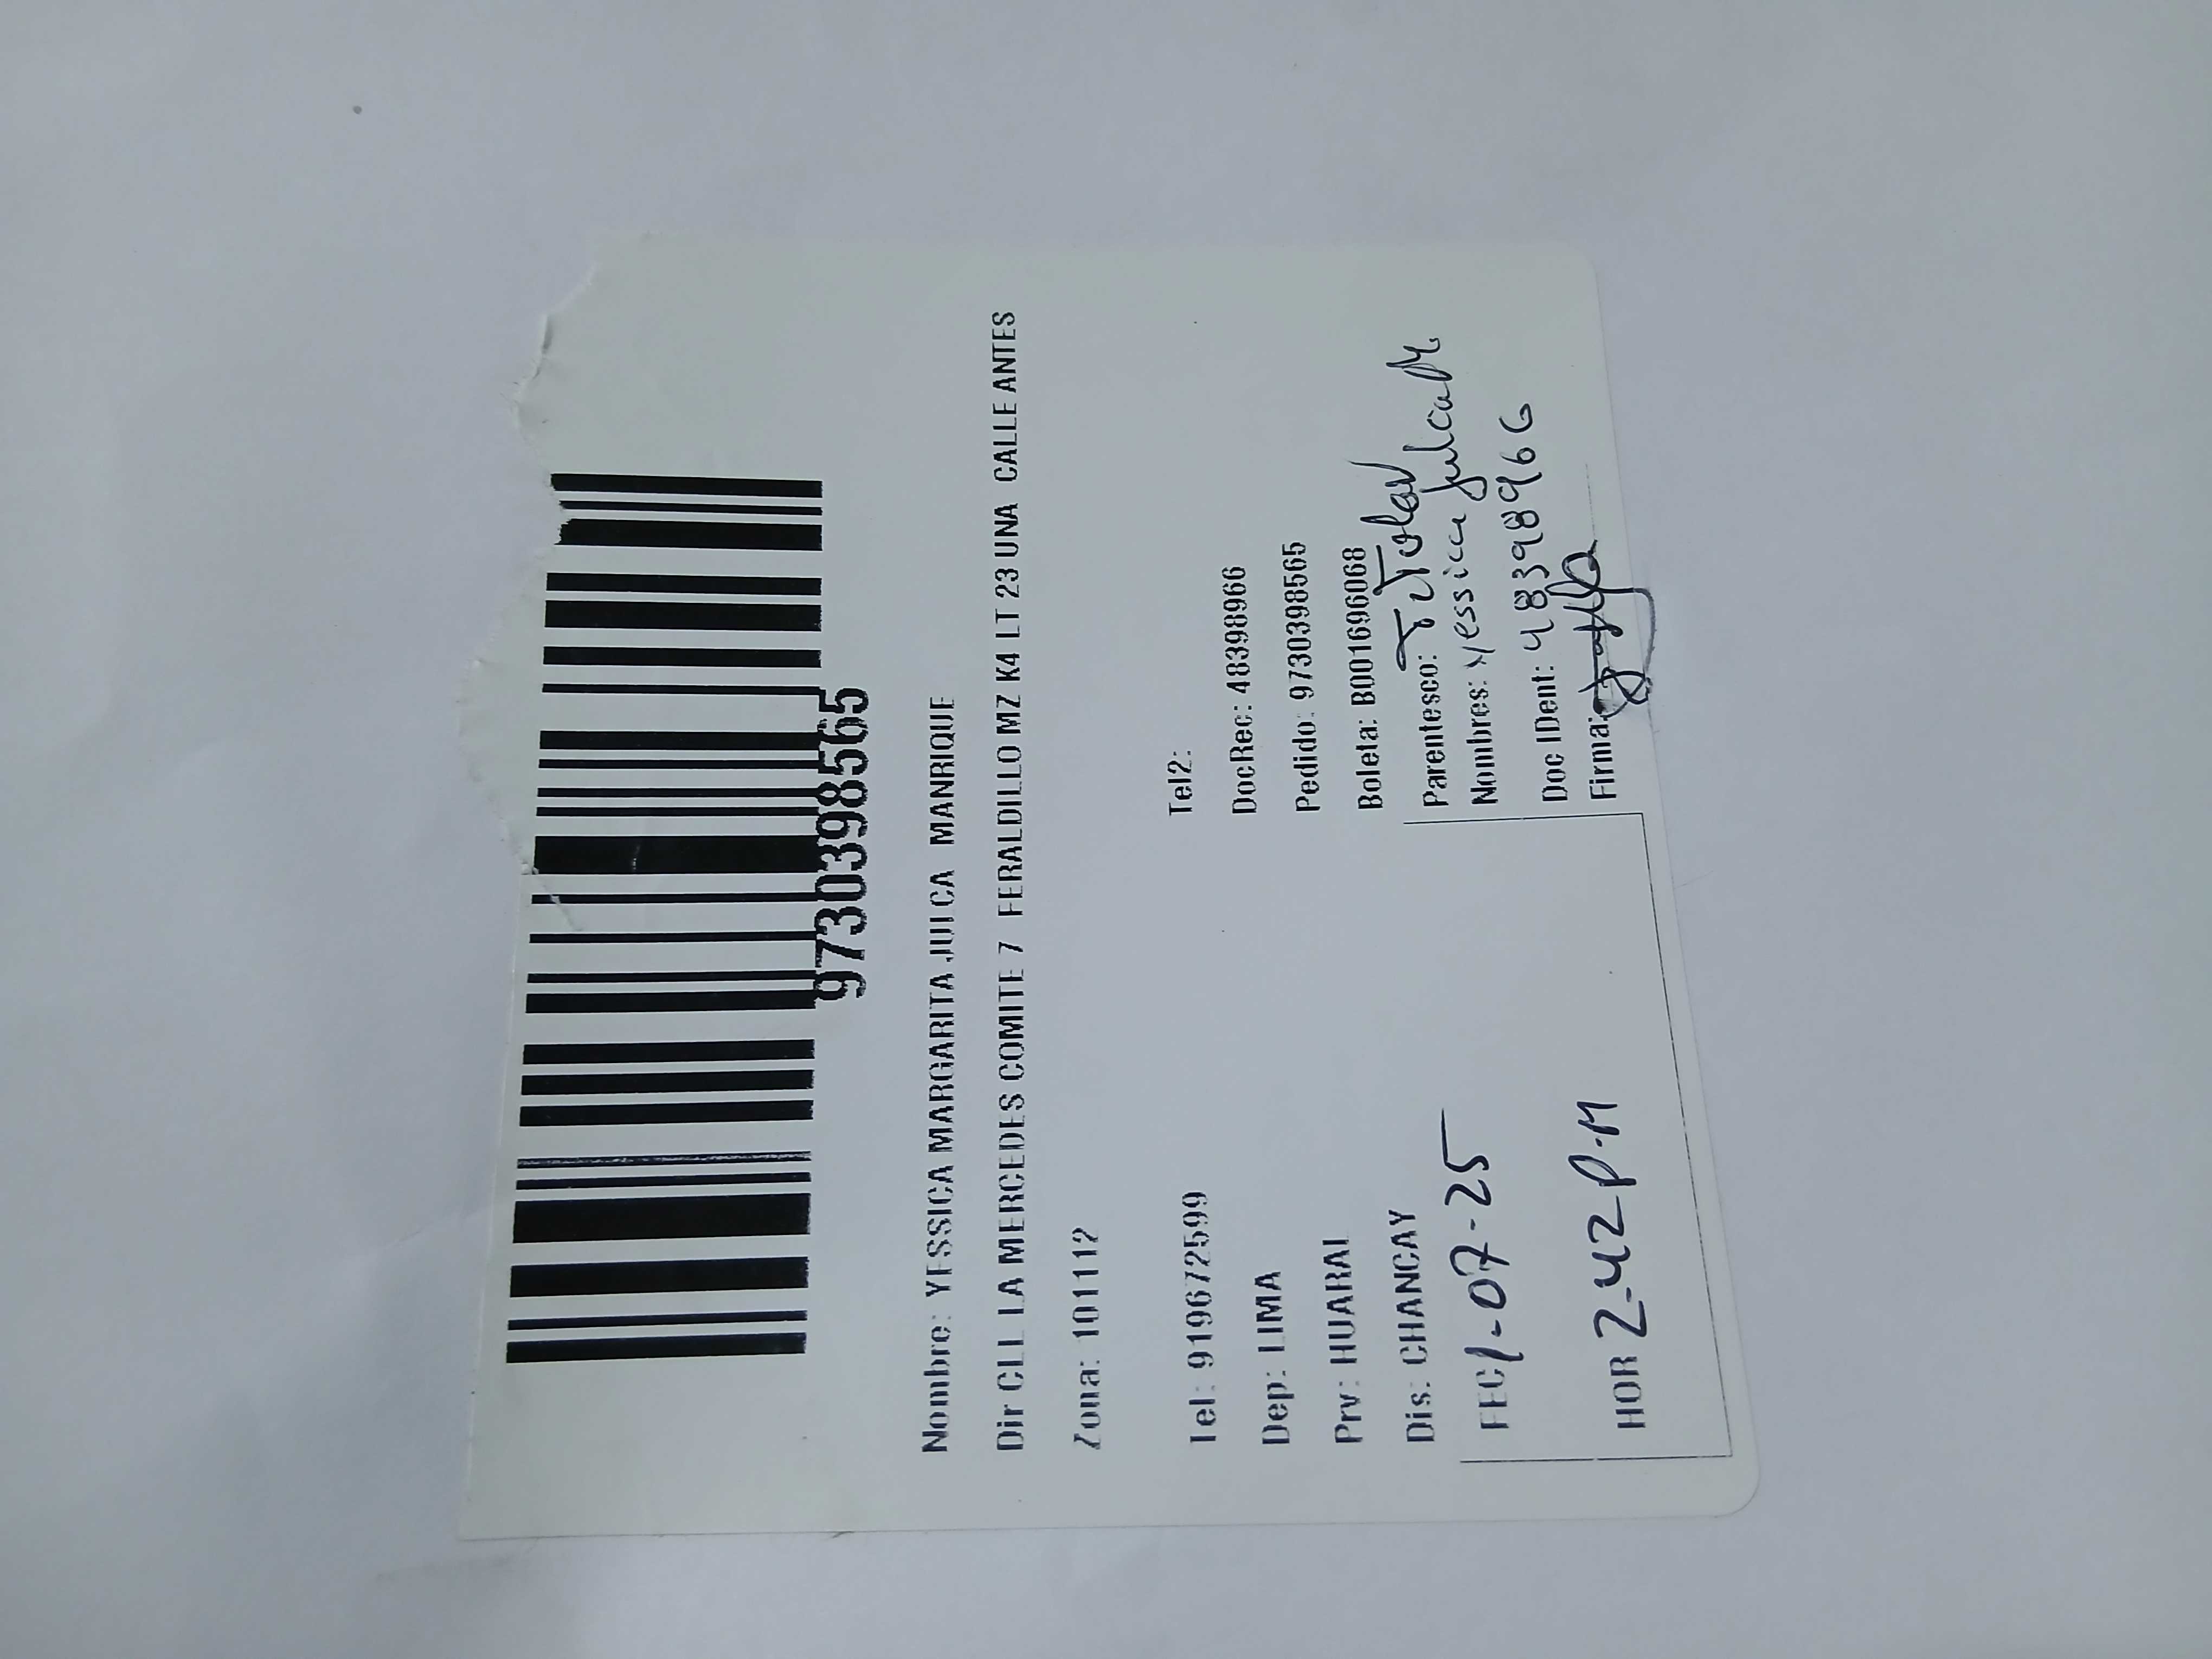 9730398565
Nombre: YESSICA MARGARITA JULCA MANRIQUE
Dir CLL LA MERCEDES COMITE 7 FERALDILLO MZ K4 LT 23 UNA CALLE ANTES
Zona: 101112
Tel: 919672599 Tel2:
Dep: LIMA DocRec: 48398966
Prv: HUARAL Pedido: 9730398565
Dis: CHANCAY Boleta: B001696068
FEC 1-07-25 Parentesco: Titular
Nombres: Yessica Julca M.
HOR 2-42 P.M Doc IDent: 48398966
Firma: